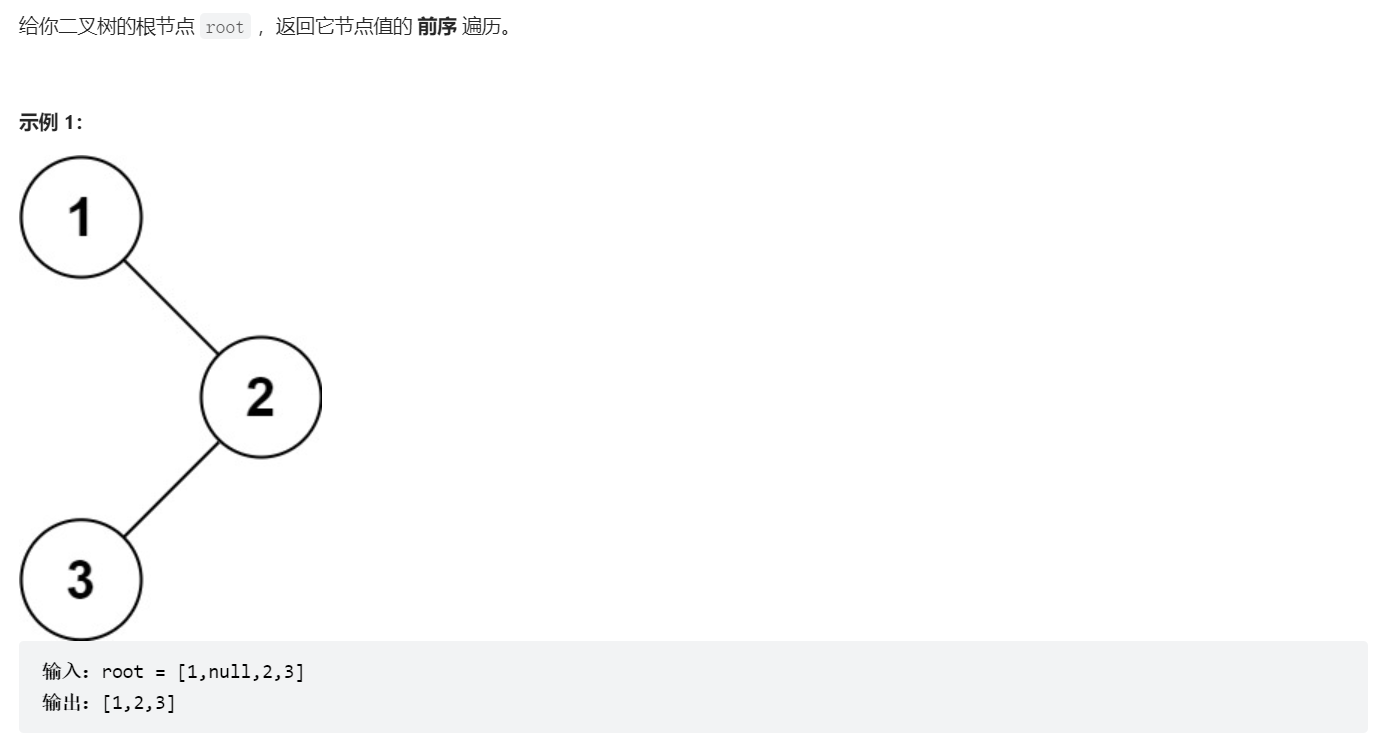 给你二叉树的根节点 root ，返回它节点值的 前序 遍历。
示例 1：
1
2
3
输入：root = [1,null,2,3]
输出：[1,2,3]